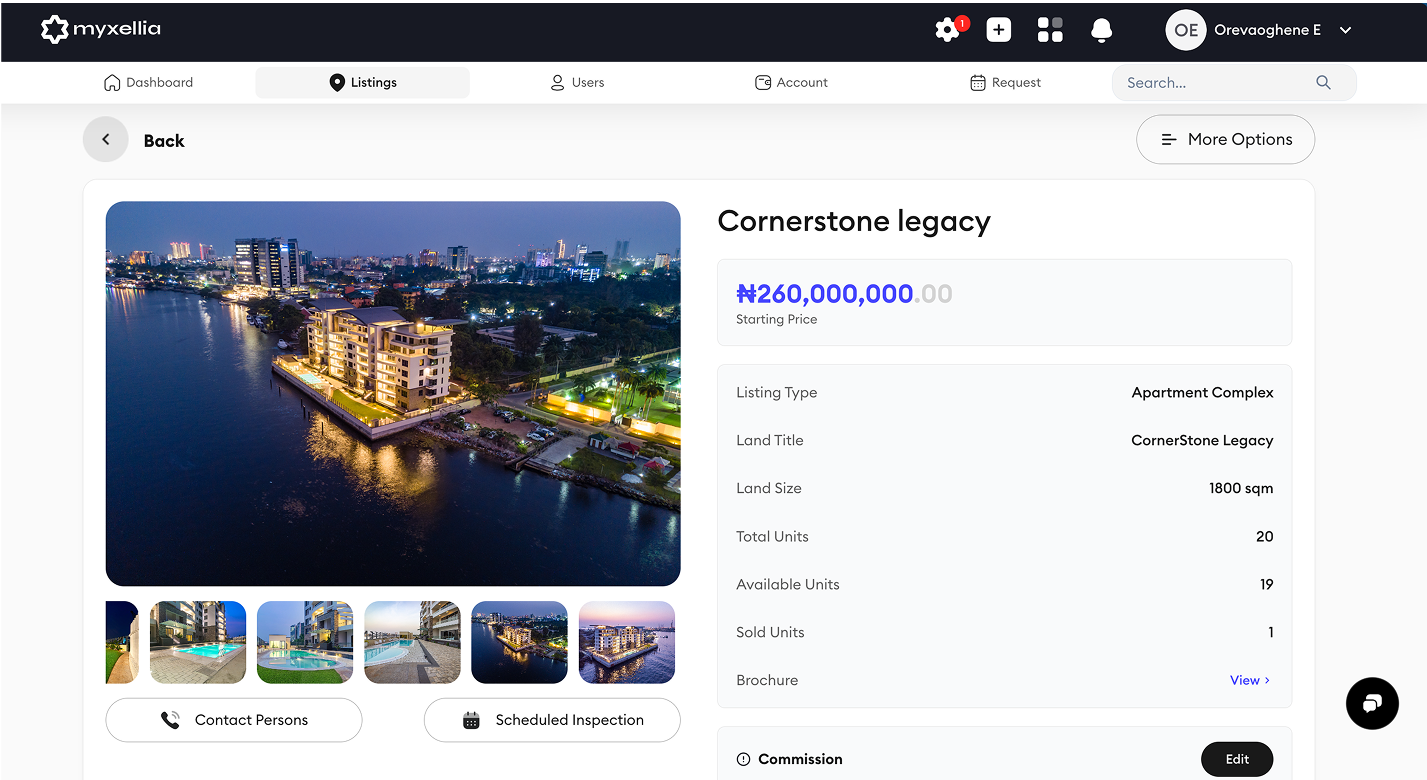 myxellia
1
OE
Orevaoghene E
Dashboard
Listings
Users
Account
Request
Search...
Back
More Options
Cornerstone legacy
₦260,000,000.00
Starting Price
Listing Type Apartment Complex
Land Title CornerStone Legacy
Land Size 1800 sqm
Total Units 20
Available Units 19
Sold Units 1
Brochure View ›
Contact Persons
Scheduled Inspection
Commission
Edit